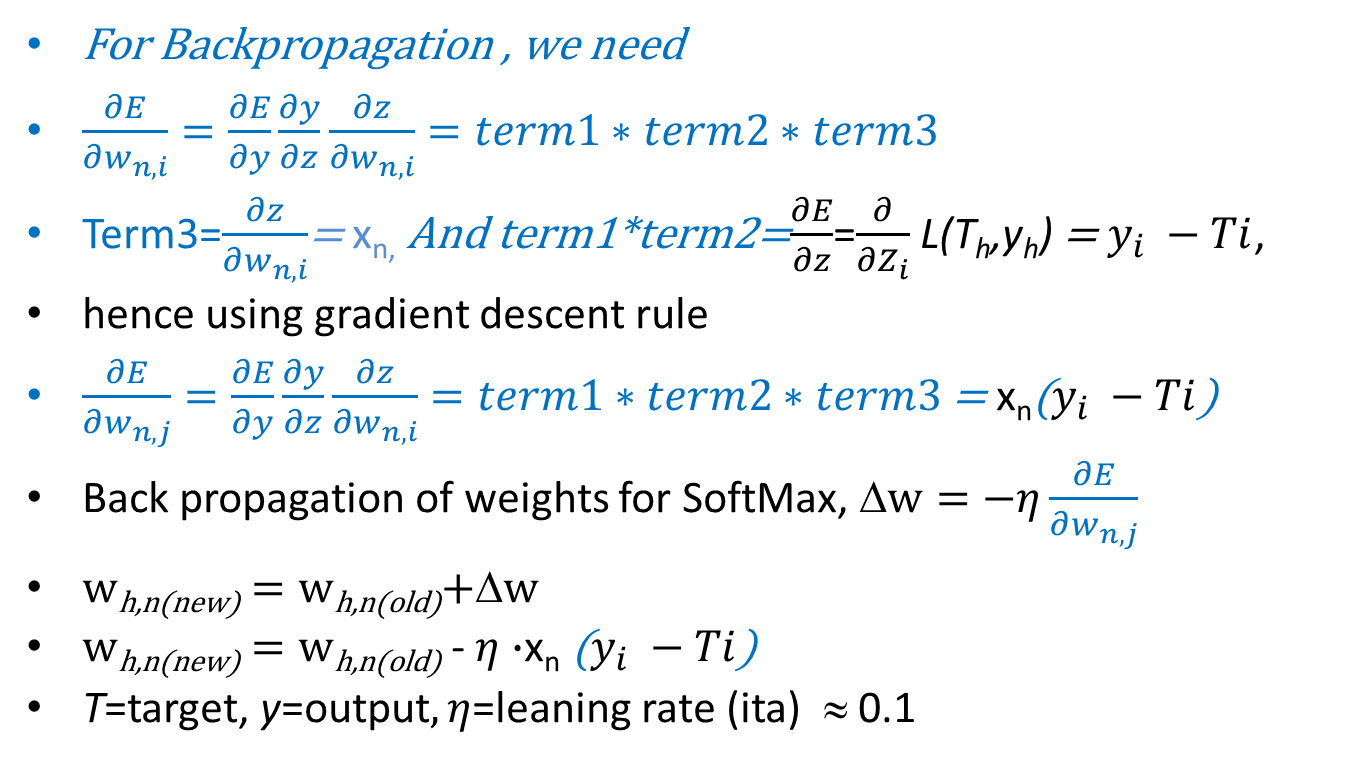 • For Backpropagation , we need
• ∂E/∂w_{n,i} = ∂E/∂y ∂y/∂z ∂z/∂w_{n,i} = term1 ∗ term2 ∗ term3
• Term3=∂z/∂w_{n,i}=x_{n,} And term1*term2=∂E/∂z=∂/∂Z_i L(T_h,y_h) = y_i − Ti,
• hence using gradient descent rule
• ∂E/∂w_{n,j} = ∂E/∂y ∂y/∂z ∂z/∂w_{n,i} = term1 ∗ term2 ∗ term3 = x_n(y_i − Ti)
• Back propagation of weights for SoftMax, Δw = −η ∂E/∂w_{n,j}
• w_{h,n(new)} = w_{h,n(old)}+Δw
• w_{h,n(new)} = w_{h,n(old)} - η ·x_n (y_i − Ti)
• T=target, y=output, η=leaning rate (ita) ≈ 0.1